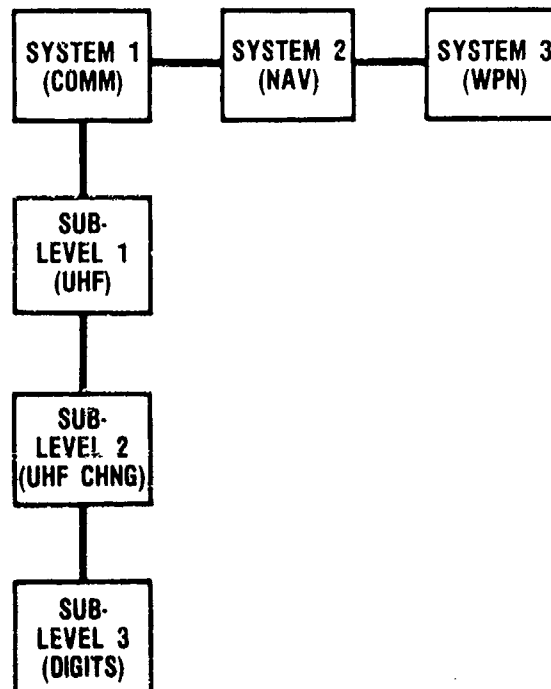 SYSTEM 1
(COMM)
SYSTEM 2
(NAV)
SYSTEM 3
(WPN)
SUB-
LEVEL 1
(UHF)
SUB-
LEVEL 2
(UHF CHNG)
SUB-
LEVEL 3
(DIGITS)